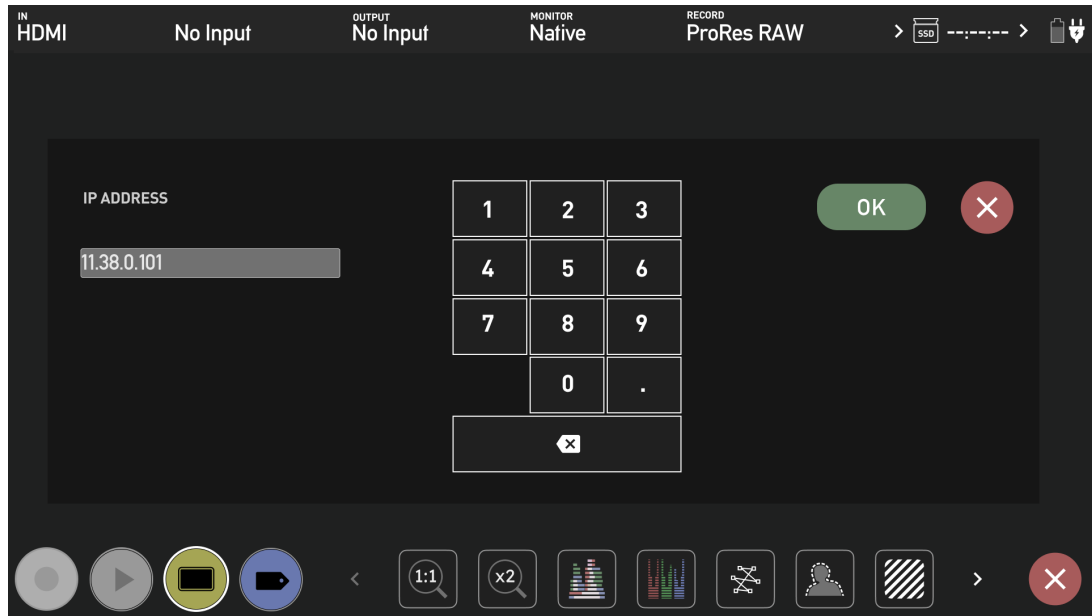 IN OUTPUT MONITOR RECORD
HDMI No Input No Input Native ProRes RAW > SSD --:--:-- >
IP ADDRESS
11.38.0.101
1 2 3
4 5 6
7 8 9
0 .
OK
1:1 x2